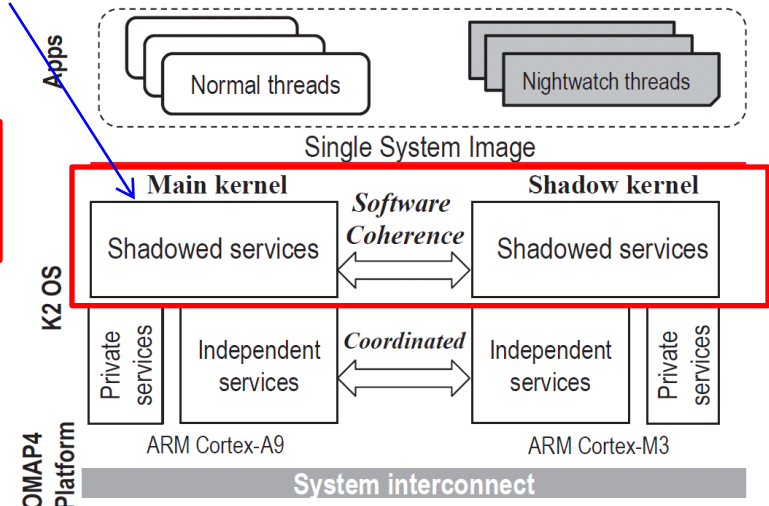 Apps
Normal threads
Nightwatch threads
Single System Image
Main kernel
Shadow kernel
Software
Coherence
Shadowed services
Shadowed services
K2 OS
Private
services
Independent
services
Coordinated
Independent
services
Private
services
ARM Cortex-A9
ARM Cortex-M3
OMAP4
Platform
System interconnect